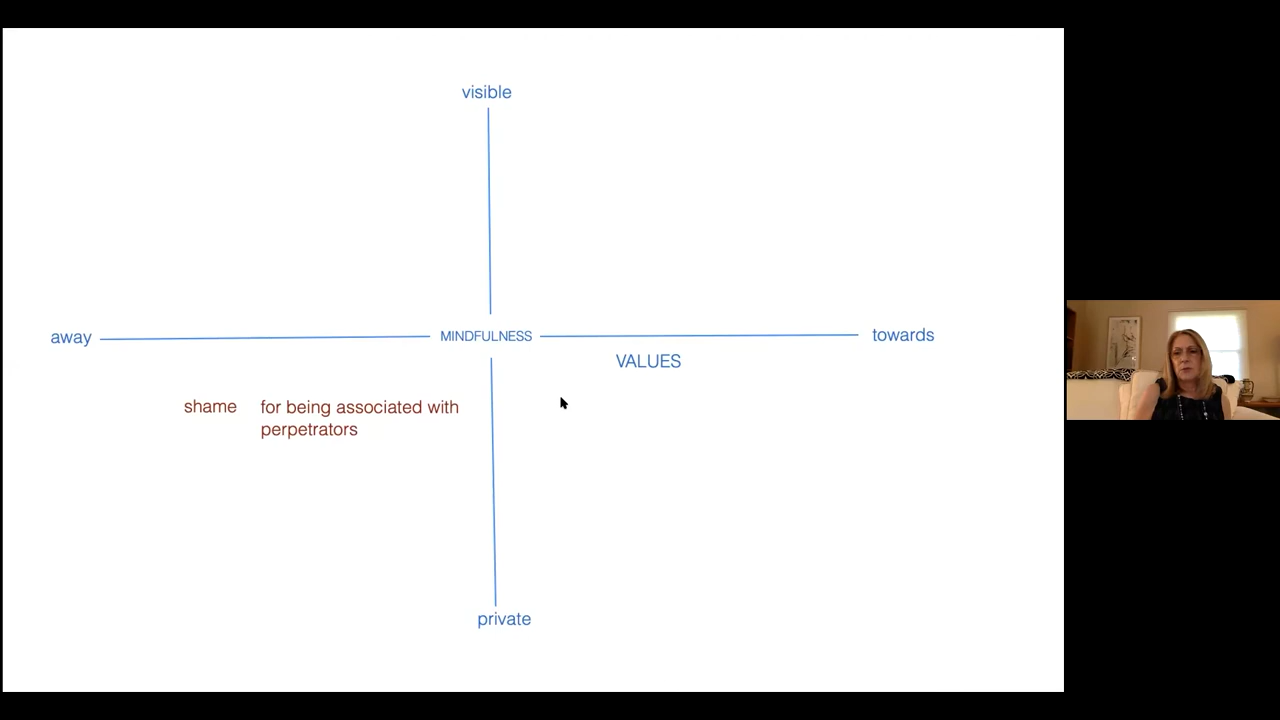 visible
away
MINDFULNESS
towards
VALUES
shame
for being associated with
perpetrators
private